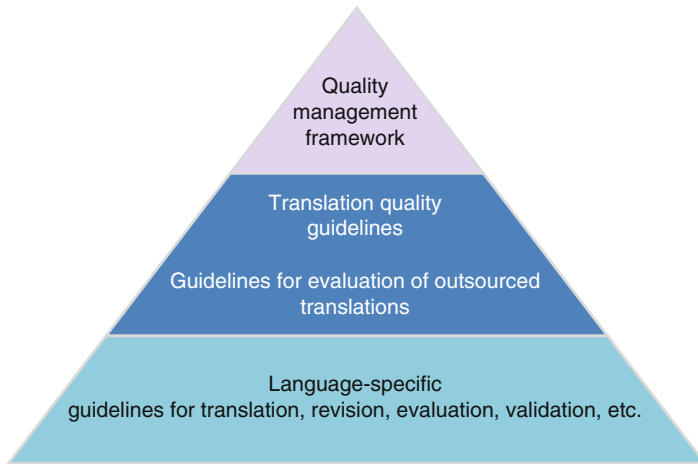 Quality
management
framework
Translation quality
guidelines
Guidelines for evaluation of outsourced
translations
Language-specific
guidelines for translation, revision, evaluation, validation, etc.